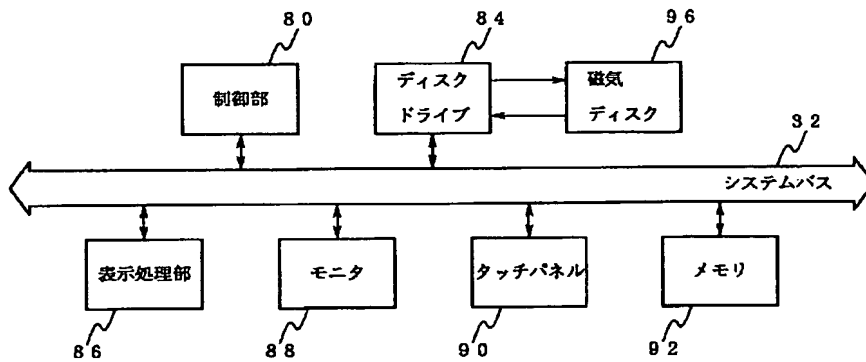 ８０
８４
９６
制御部
ディスク
ドライブ
磁気
ディスク
３２
システムバス
表示処理部
モニタ
タッチパネル
メモリ
８６
８８
９０
９２